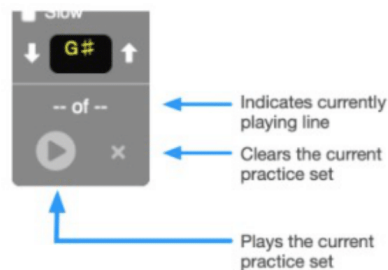 Slow
G#
-- of --
Indicates currently
playing line
Clears the current
practice set
Plays the current
practice set